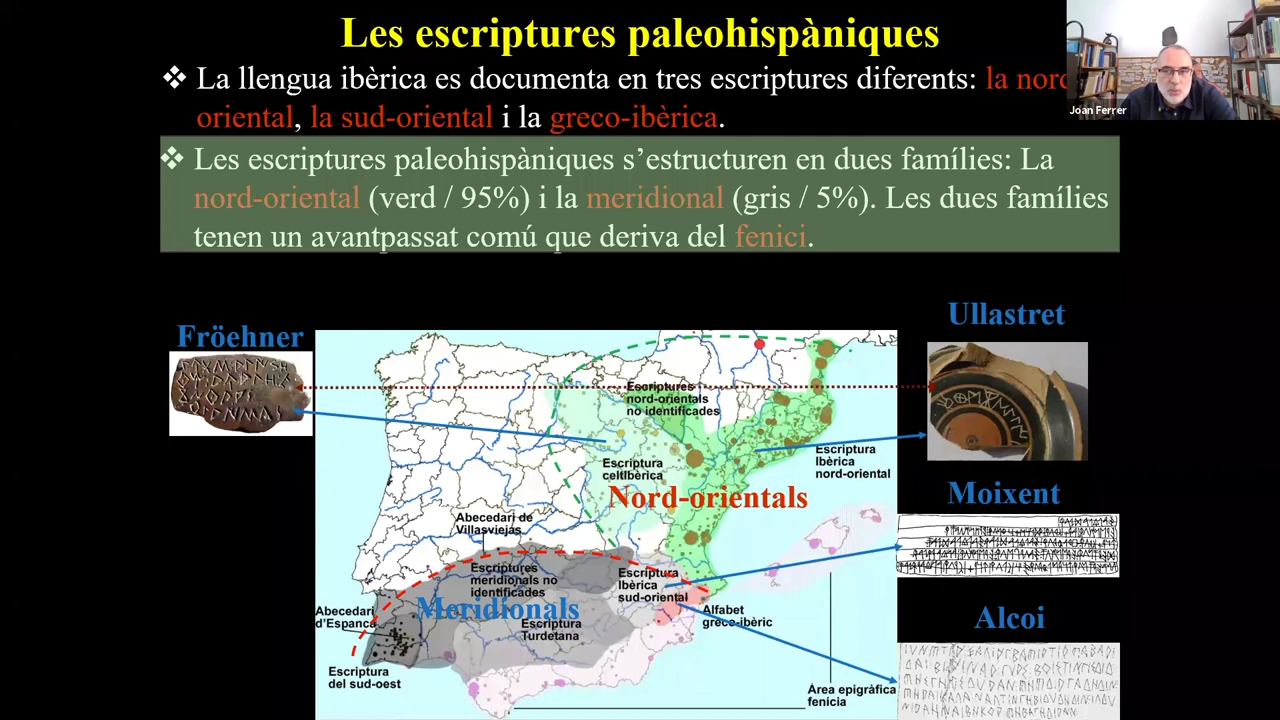 Les escriptures paleohispàniques
❖ La llengua ibèrica es documenta en tres escriptures diferents: la nord
oriental, la sud-oriental i la greco-ibèrica.
Joan Ferrer
❖ Les escriptures paleohispàniques s’estructuren en dues famílies: La
nord-oriental (verd / 95%) i la meridional (gris / 5%). Les dues famílies
tenen un avantpassat comú que deriva del fenici.
Fröehner
Ullastret
Escriptures
nord-orientals
no identificades
Escriptura
Ibèrica
nord-oriental
Escriptura
celtibèrica
Nord-orientals
Moixent
Abecedari de
Villasviejas
Escriptures
meridionals no
identificades
Escriptura
Ibèrica
sud-oriental
Meridionals
Abecedari
d’Espanca
Escriptura
Turdetana
Alfabet
greco-ibèric
Alcoi
Escriptura
del sud-oest
Àrea epigràfica
fenicia